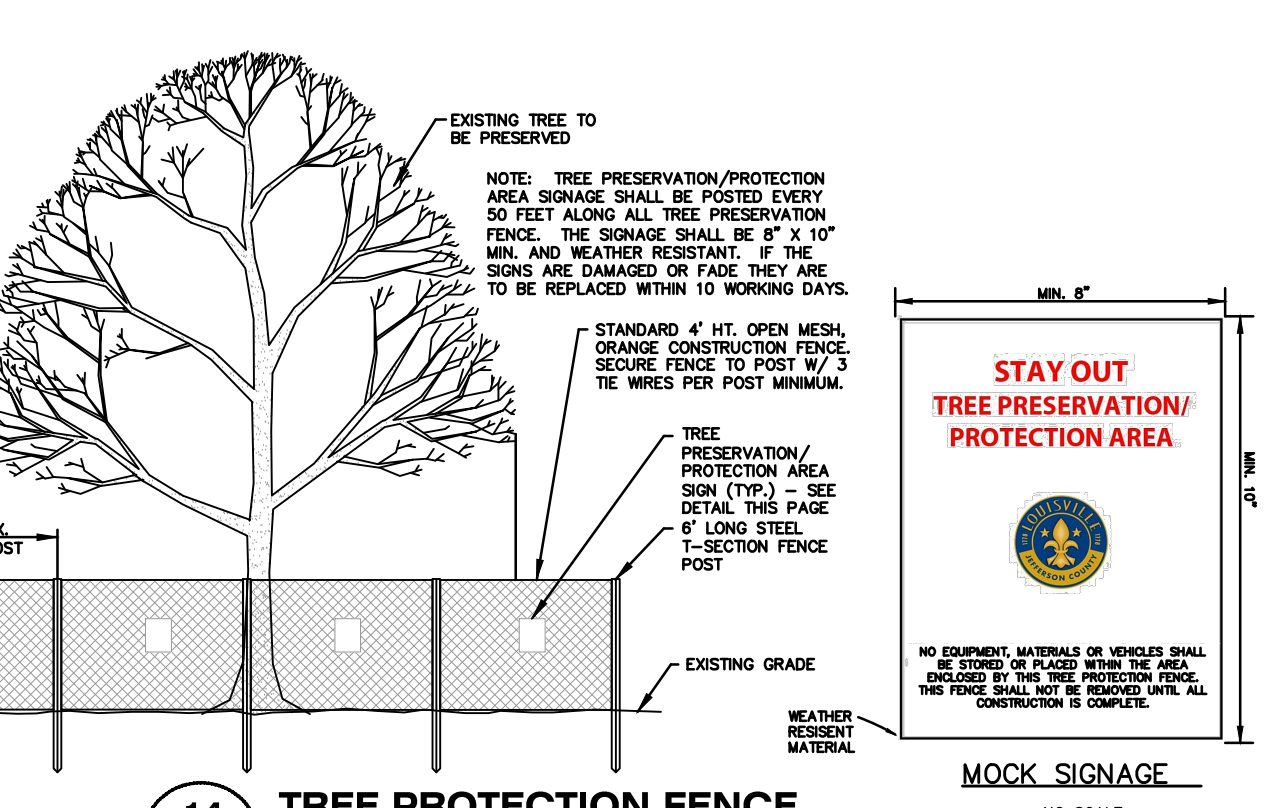 EXISTING TREE TO
BE PRESERVED
NOTE: TREE PRESERVATION/PROTECTION
AREA SIGNAGE SHALL BE POSTED EVERY
50 FEET ALONG ALL TREE PRESERVATION
FENCE. THE SIGNAGE SHALL BE 8" X 10"
MIN. AND WEATHER RESISTANT. IF THE
SIGNS ARE DAMAGED OR FADE THEY ARE
TO BE REPLACED WITHIN 10 WORKING DAYS.
STANDARD 4' HT. OPEN MESH,
ORANGE CONSTRUCTION FENCE.
SECURE FENCE TO POST W/ 3
TIE WIRES PER POST MINIMUM.
TREE
PRESERVATION/
PROTECTION AREA
SIGN (TYP.) – SEE
DETAIL THIS PAGE
6' LONG STEEL
T–SECTION FENCE
POST
EXISTING GRADE
MIN. 8"
STAY OUT
TREE PRESERVATION/
PROTECTION AREA
LOUISVILLE
1778 1778
JEFFERSON COUNTY
MIN. 10"
NO EQUIPMENT, MATERIALS OR VEHICLES SHALL
BE STORED OR PLACED WITHIN THE AREA
ENCLOSED BY THIS TREE PROTECTION FENCE.
THIS FENCE SHALL NOT BE REMOVED UNTIL ALL
CONSTRUCTION IS COMPLETE.
WEATHER
RESISENT
MATERIAL
MOCK SIGNAGE
14
TREE PROTECTION FENCE